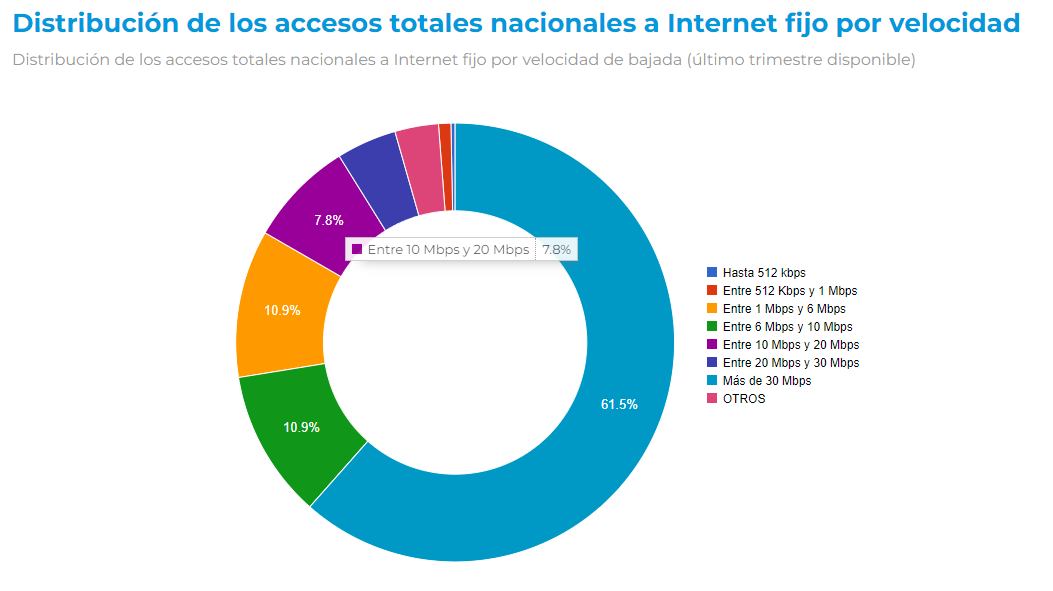 Distribución de los accesos totales nacionales a Internet fijo por velocidad
Distribución de los accesos totales nacionales a Internet fijo por velocidad de bajada (último trimestre disponible)
7.8%
Entre 10 Mbps y 20 Mbps 7.8%
10.9%
61.5%
10.9%
Hasta 512 kbps
Entre 512 Kbps y 1 Mbps
Entre 1 Mbps y 6 Mbps
Entre 6 Mbps y 10 Mbps
Entre 10 Mbps y 20 Mbps
Entre 20 Mbps y 30 Mbps
Más de 30 Mbps
OTROS